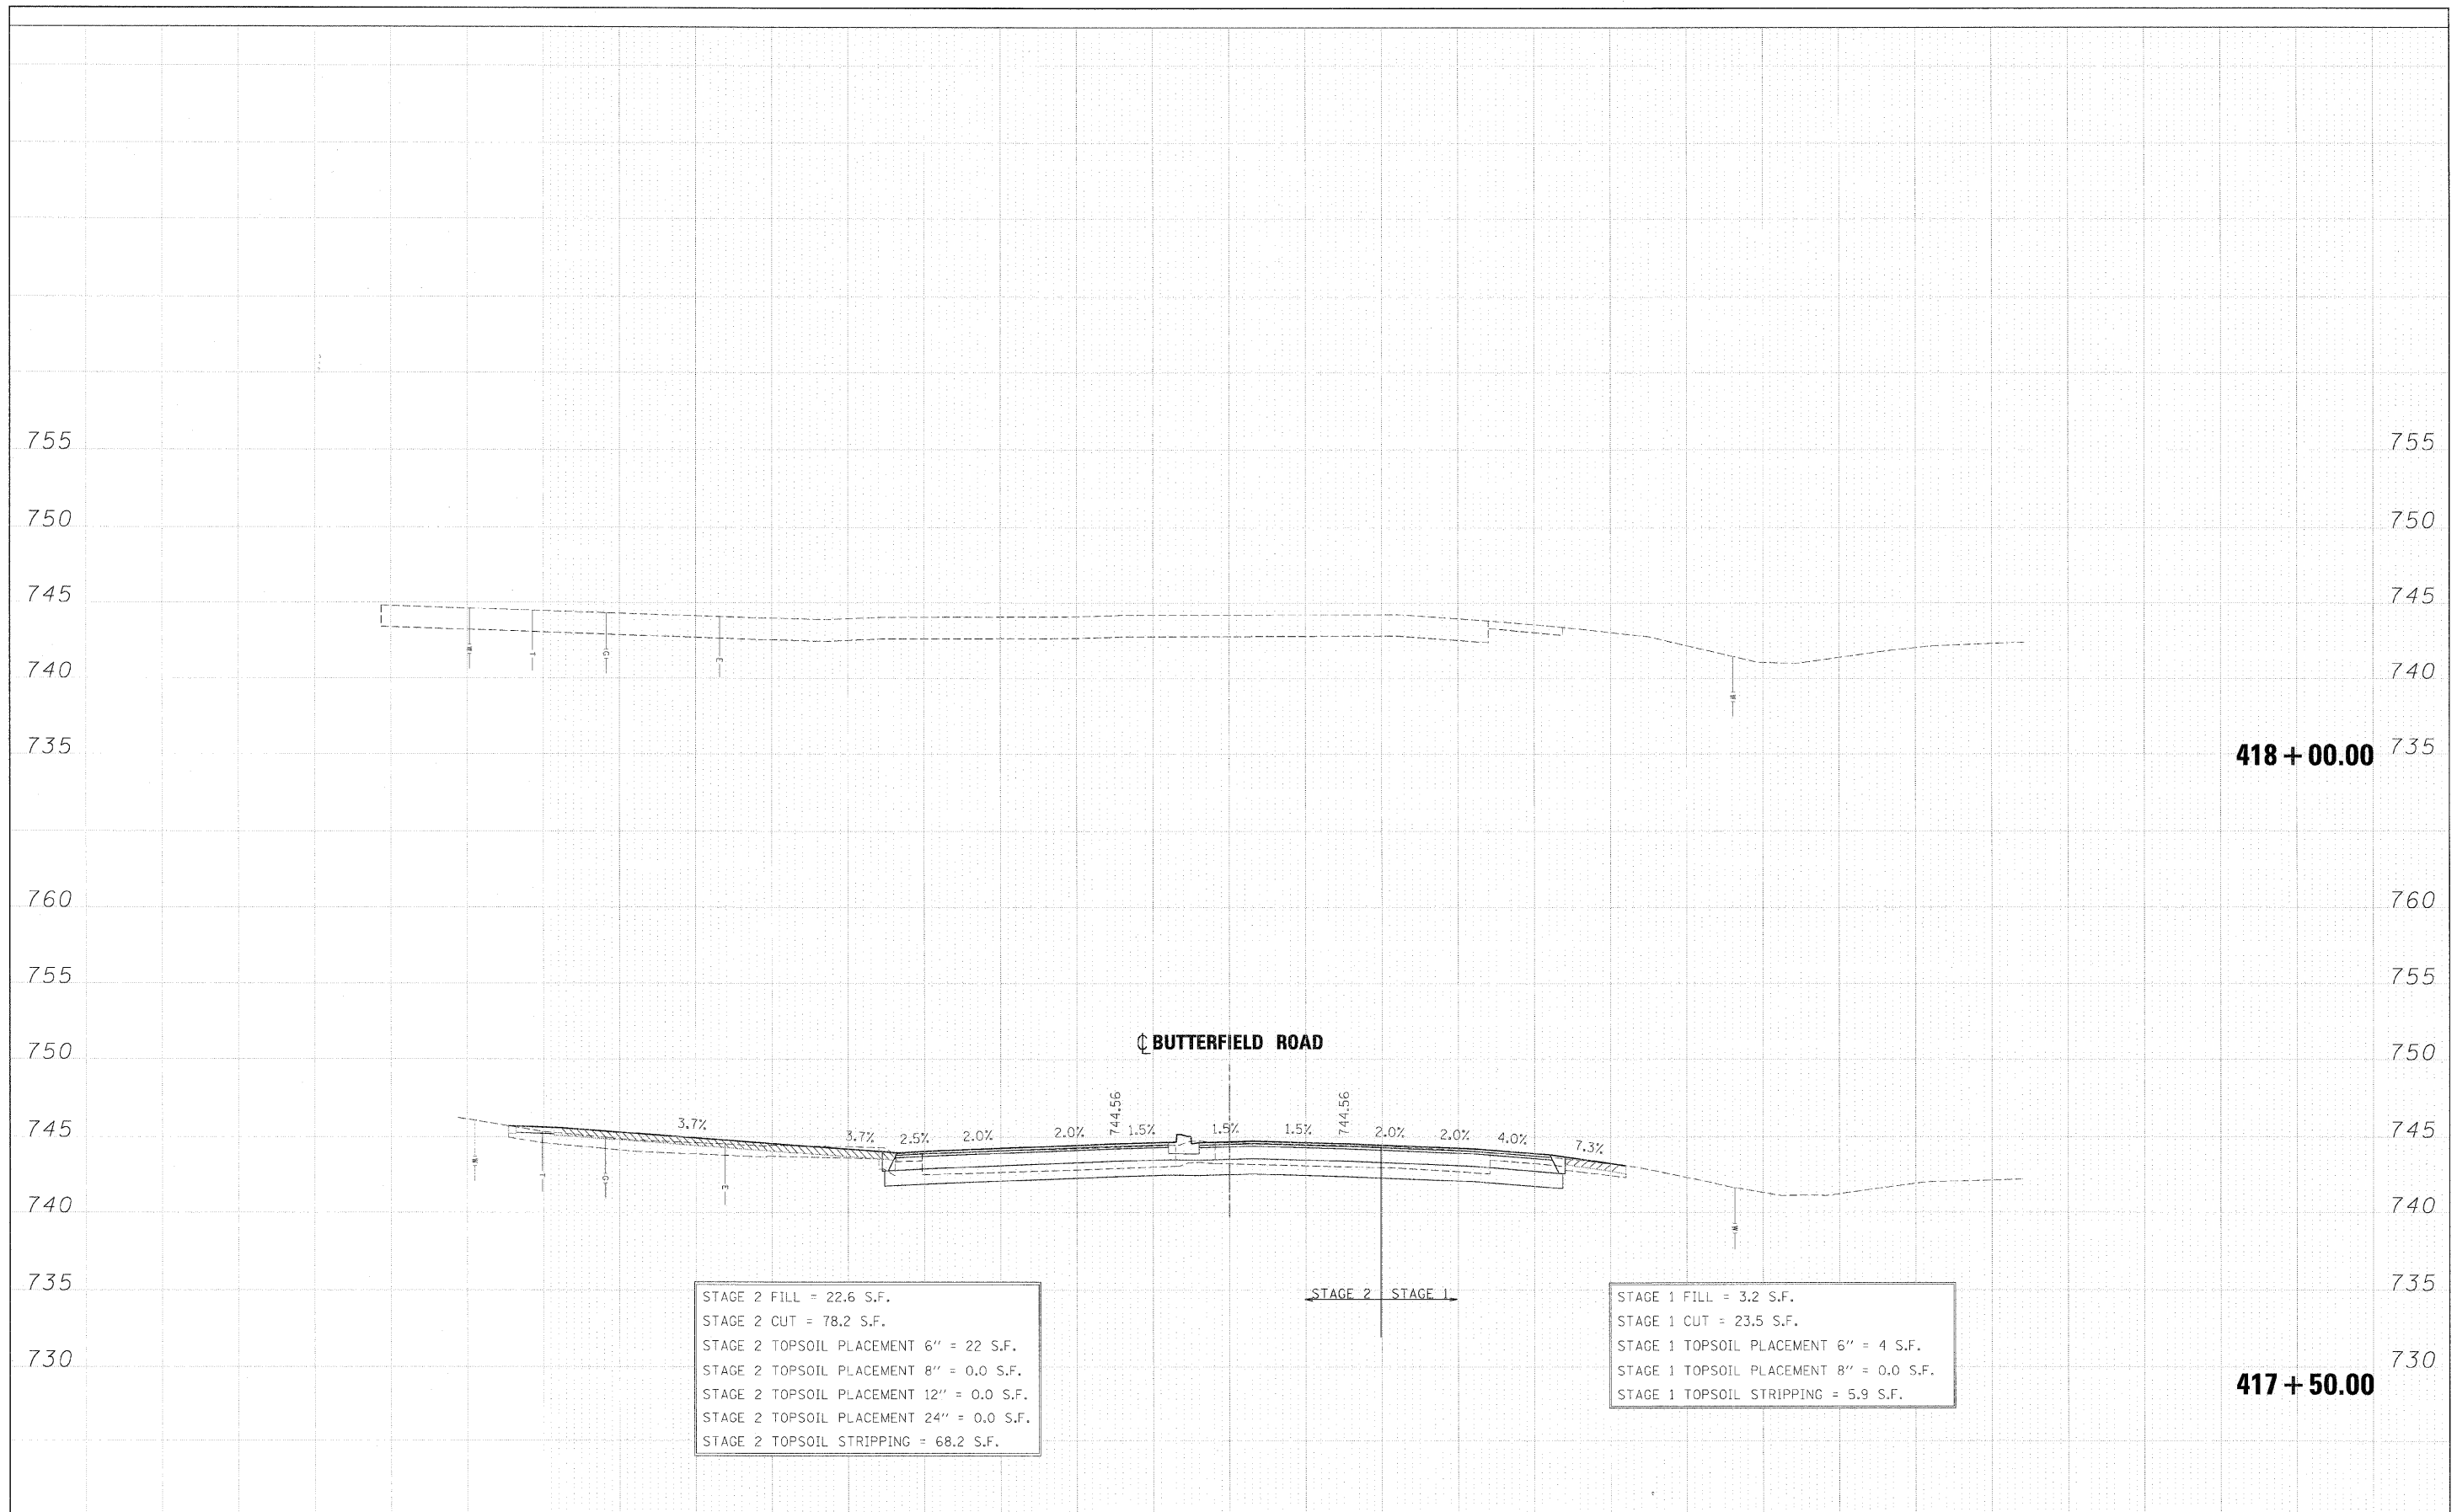 755 755
750 750
745 745
740 740
735 418+00.00 735
760 760
755 755
750 ℄ BUTTERFIELD ROAD 750
744.56 744.56
745 3.7% 3.7% 2.5% 2.0% 2.0% 1.5% 1.5% 1.5% 2.0% 2.0% 4.0% 7.3% 745
740 740
735 735
STAGE 2 STAGE 1
STAGE 2 FILL = 22.6 S.F.
STAGE 2 CUT = 78.2 S.F.
STAGE 2 TOPSOIL PLACEMENT 6" = 22 S.F.
STAGE 2 TOPSOIL PLACEMENT 8" = 0.0 S.F.
STAGE 2 TOPSOIL PLACEMENT 12" = 0.0 S.F.
STAGE 2 TOPSOIL PLACEMENT 24" = 0.0 S.F.
STAGE 2 TOPSOIL STRIPPING = 68.2 S.F.
STAGE 1 FILL = 3.2 S.F.
STAGE 1 CUT = 23.5 S.F.
STAGE 1 TOPSOIL PLACEMENT 6" = 4 S.F.
STAGE 1 TOPSOIL PLACEMENT 8" = 0.0 S.F.
STAGE 1 TOPSOIL STRIPPING = 5.9 S.F.
730 730
417+50.00